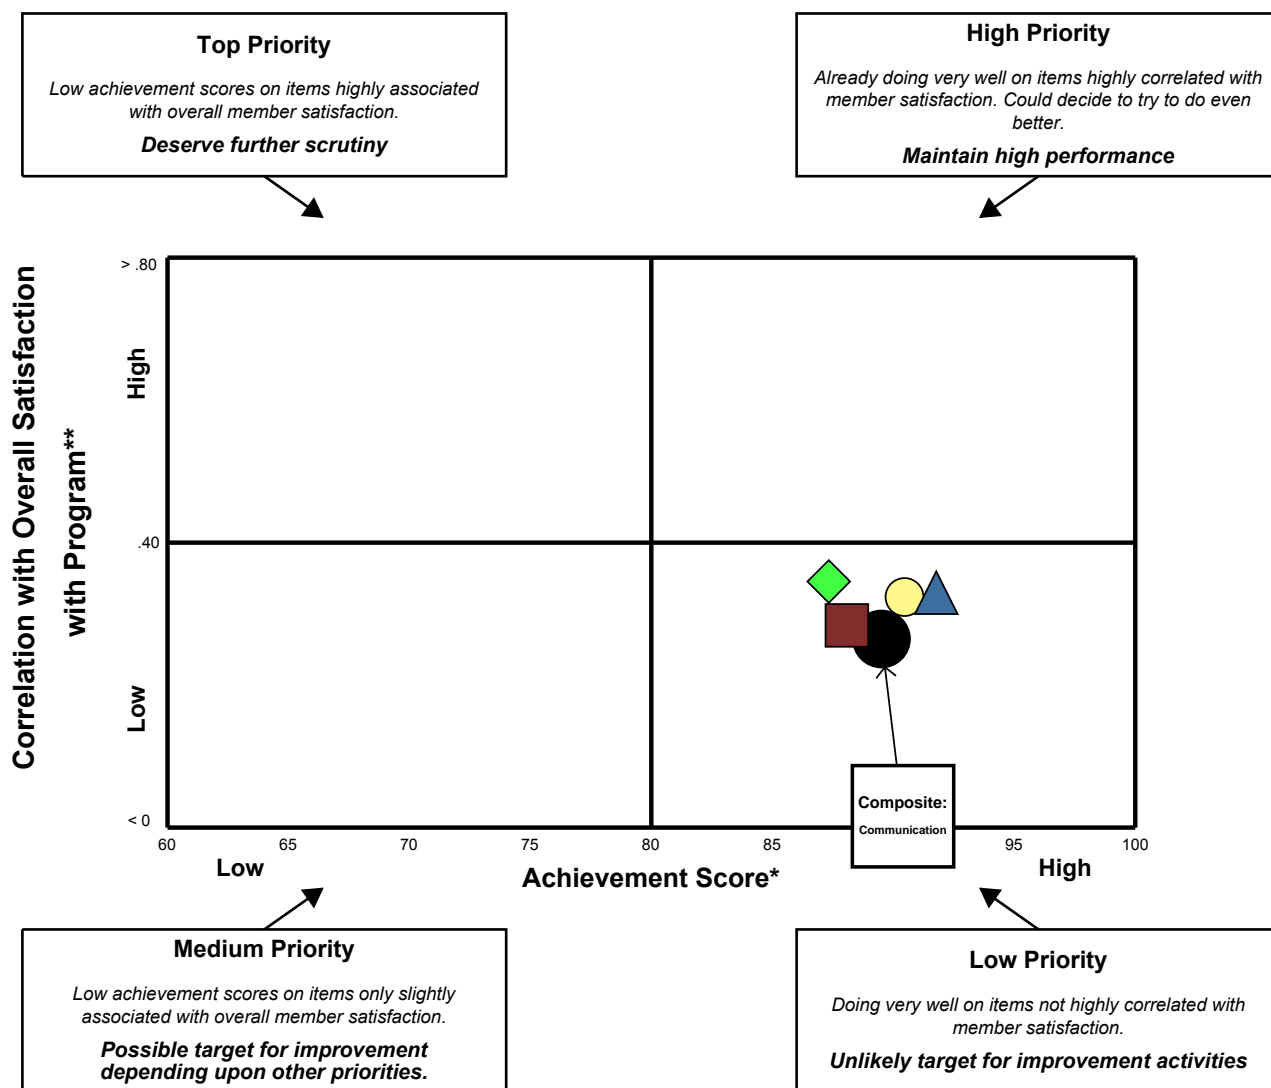 Top Priority
Low achievement scores on items highly associated
with overall member satisfaction.
Deserve further scrutiny
High Priority
Already doing very well on items highly correlated with
member satisfaction. Could decide to try to do even
better.
Maintain high performance
Correlation with Overall Satisfaction
with Program**
> .80
High
.40
Low
< 0
60
65
70
75
80
85
95
100
Composite:
Communication
Low
Achievement Score*
High
Medium Priority
Low achievement scores on items only slightly
associated with overall member satisfaction.
Possible target for improvement
depending upon other priorities.
Low Priority
Doing very well on items not highly correlated with
member satisfaction.
Unlikely target for improvement activities